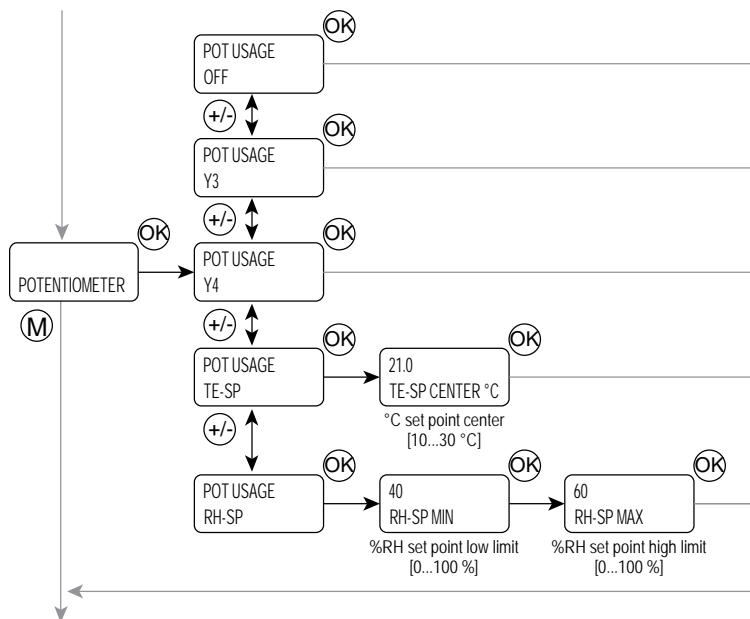 OK
POT USAGE
OFF
+/-
OK
POT USAGE
Y3
+/-
OK
OK
POTENTIOMETER
POT USAGE
Y4
M
+/-
OK
OK
POT USAGE
TE-SP
21.0
TE-SP CENTER °C
°C set point center
[10...30 °C]
+/-
OK
OK
OK
POT USAGE
RH-SP
40
RH-SP MIN
60
RH-SP MAX
%RH set point low limit
[0...100 %]
%RH set point high limit
[0...100 %]